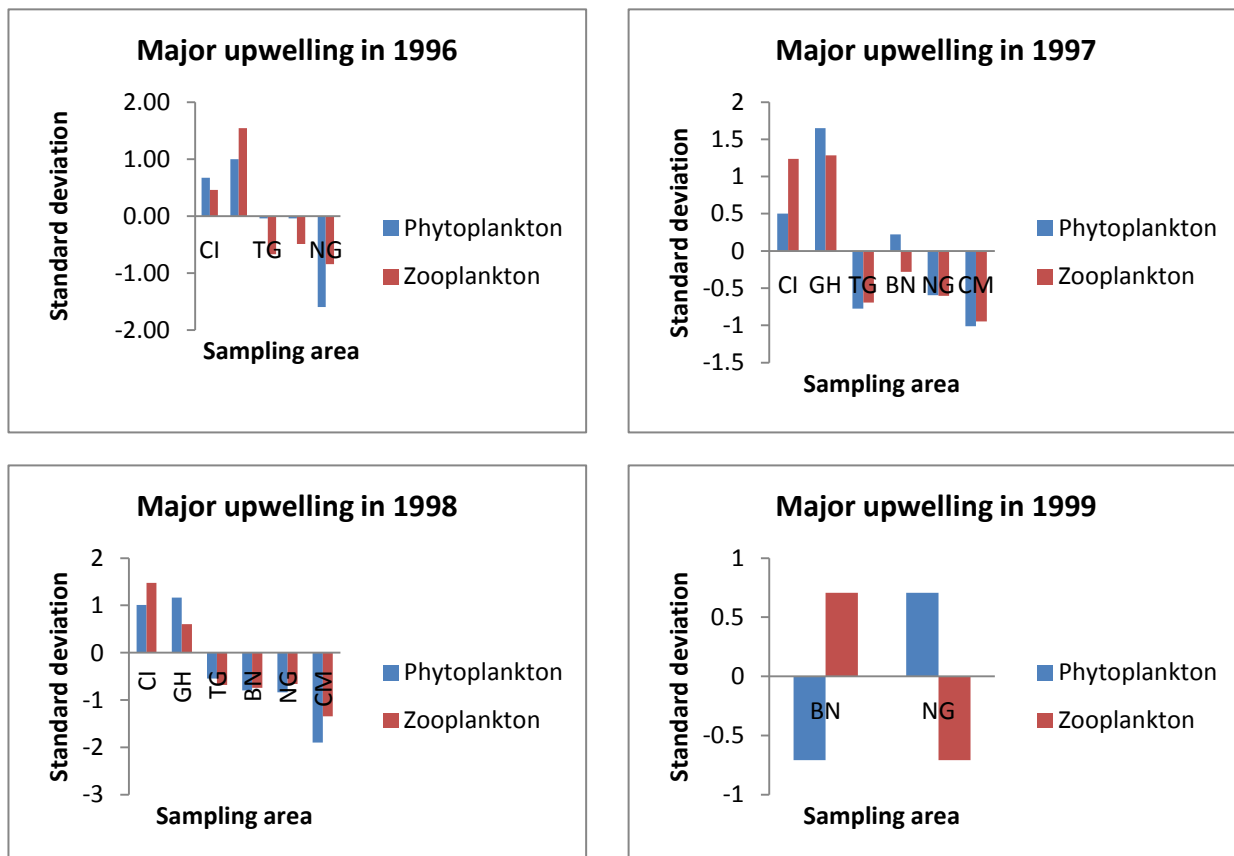 Major upwelling in 1996
Standard deviation
2.00
1.00
0.00
-1.00
-2.00
CI TG NG
Sampling area
Phytoplankton
Zooplankton
Major upwelling in 1997
Standard deviation
2
1.5
1
0.5
0
-0.5
-1
-1.5
CI GH TG BN NG CM
Sampling area
Phytoplankton
Zooplankton
Major upwelling in 1998
Standard deviation
2
1
0
-1
-2
-3
CI GH TG BN NG CM
Sampling area
Phytoplankton
Zooplankton
Major upwelling in 1999
Standard deviation
1
0.5
0
-0.5
-1
BN NG
Sampling area
Phytoplankton
Zooplankton